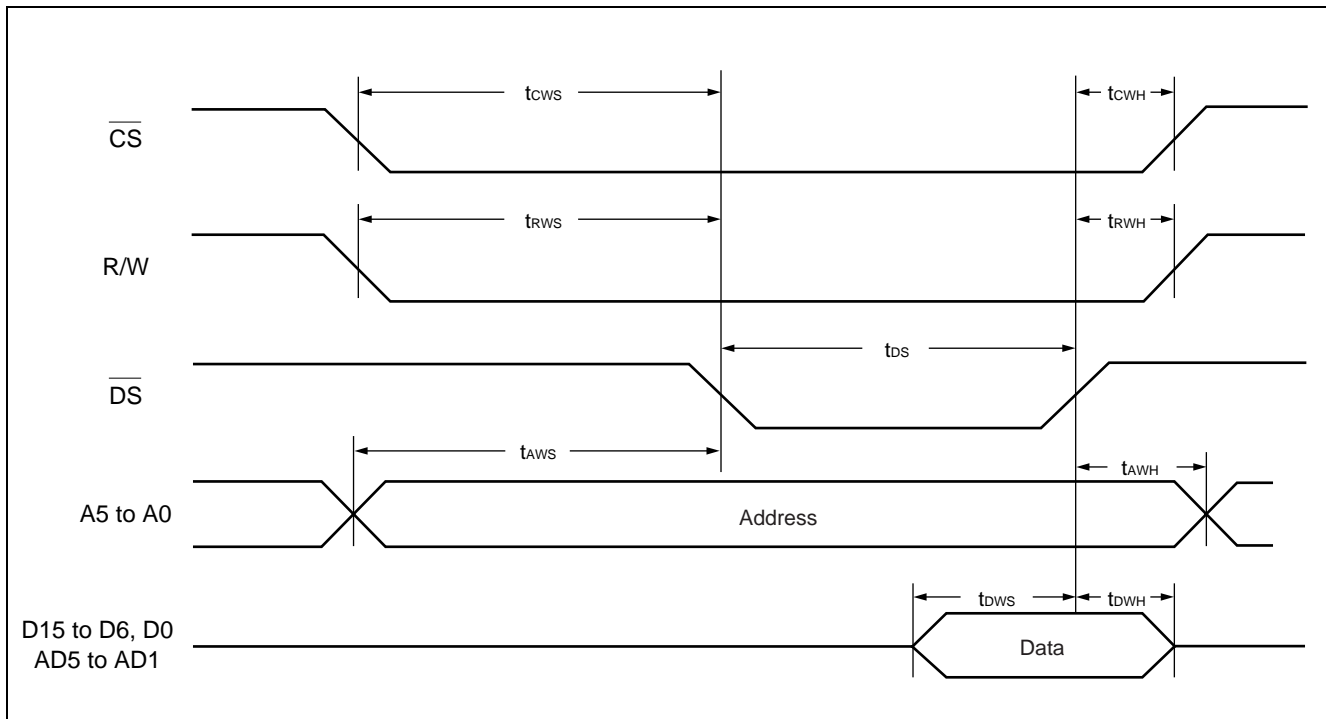 tCWS
tCWH
CS
tRWS
tRWH
R/W
tDS
DS
tAWS
tAWH
A5 to A0
Address
tDWS
tDWH
D15 to D6, D0
AD5 to AD1
Data